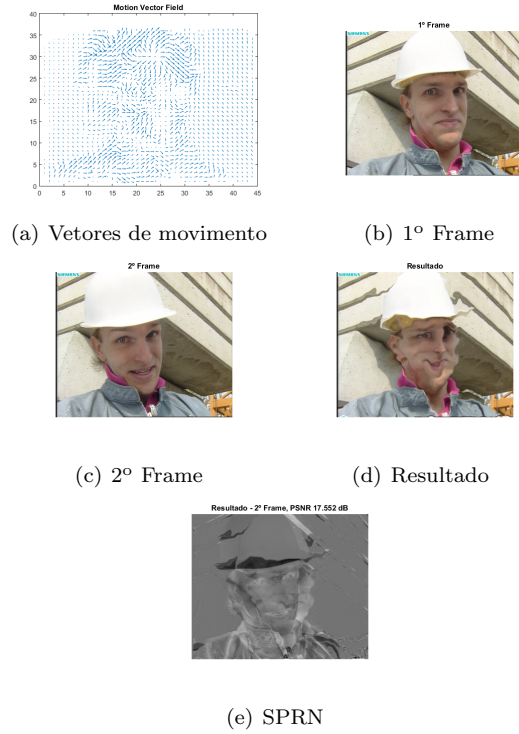 Motion Vector Field
40
35
30
25
20
15
10
5
0
0 5 10 15 20 25 30 35 40 45
(a) Vetores de movimento
1º Frame
SIEMENS
(b) 1º Frame
2º Frame
SIEMENS
(c) 2º Frame
Resultado
SIEMENS
(d) Resultado
Resultado - 2º Frame, PSNR 17.552 dB
(e) SPRN